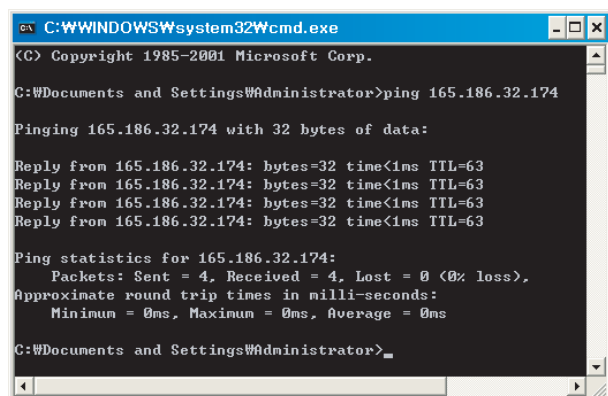 C:₩WINDOWS₩system32₩cmd.exe
(C) Copyright 1985-2001 Microsoft Corp.
C:₩Documents and Settings₩Administrator>ping 165.186.32.174
Pinging 165.186.32.174 with 32 bytes of data:
Reply from 165.186.32.174: bytes=32 time<1ms TTL=63
Reply from 165.186.32.174: bytes=32 time<1ms TTL=63
Reply from 165.186.32.174: bytes=32 time<1ms TTL=63
Reply from 165.186.32.174: bytes=32 time<1ms TTL=63
Ping statistics for 165.186.32.174:
Packets: Sent = 4, Received = 4, Lost = 0 (0% loss),
Approximate round trip times in milli-seconds:
Minimum = 0ms, Maximum = 0ms, Average = 0ms
C:₩Documents and Settings₩Administrator>_